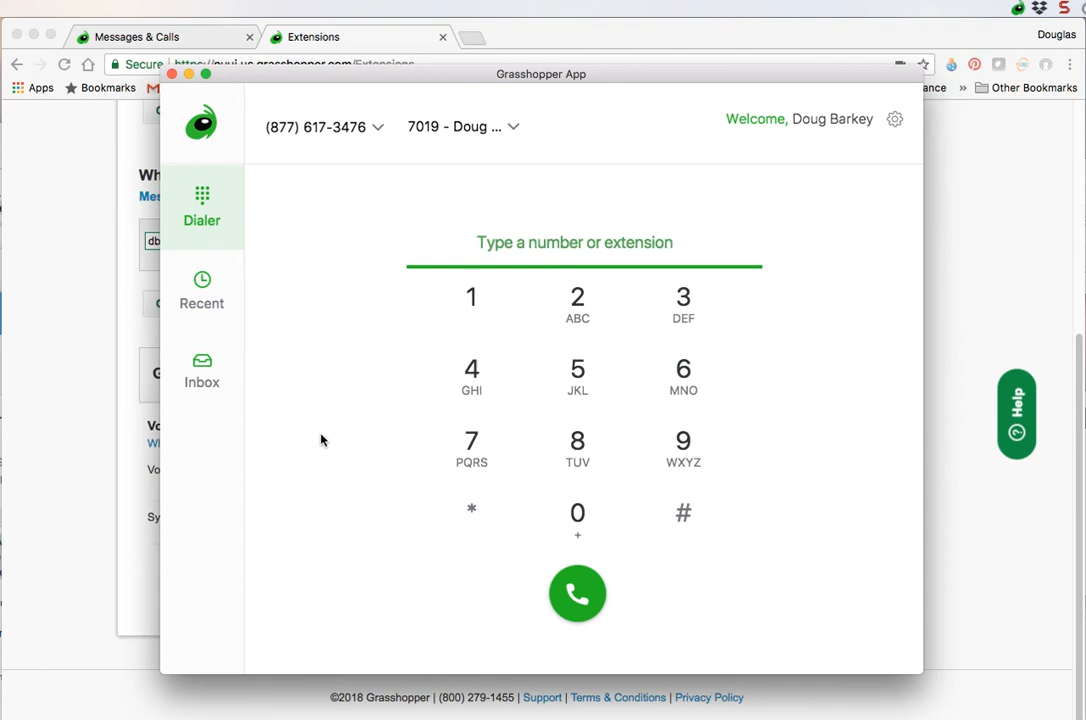 Messages & Calls
Extensions
Douglas
Secure
Apps
Bookmarks
Other Bookmarks
Grasshopper App
(877) 617-3476
7019 - Doug ...
Welcome, Doug Barkey
Dialer
Recent
Inbox
Type a number or extension
1
2
ABC
3
DEF
4
GHI
5
JKL
6
MNO
7
PQRS
8
TUV
9
WXYZ
*
0
+
#
Help
©2018 Grasshopper | (800) 279-1455 | Support | Terms & Conditions | Privacy Policy